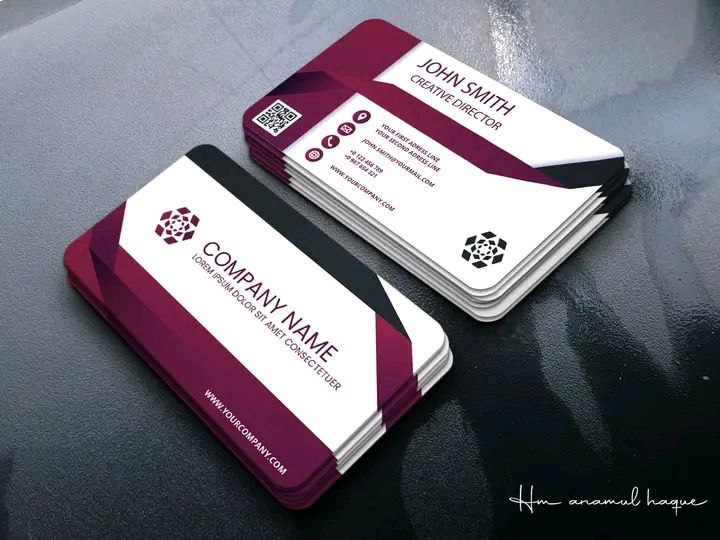 JOHN SMITH
CREATIVE DIRECTOR
YOUR FIRST ADRESS LINE
YOUR SECOND ADRESS LINE
JOHN.SMITH@YOURMAIL.COM
+0 123 456 789
+0 987 654 321
WWW.YOURCOMPANY.COM
COMPANY NAME
LOREM IPSUM DOLOR SIT AMET CONSECTETUER
WWW.YOURCOMPANY.COM
Hm anamul haque